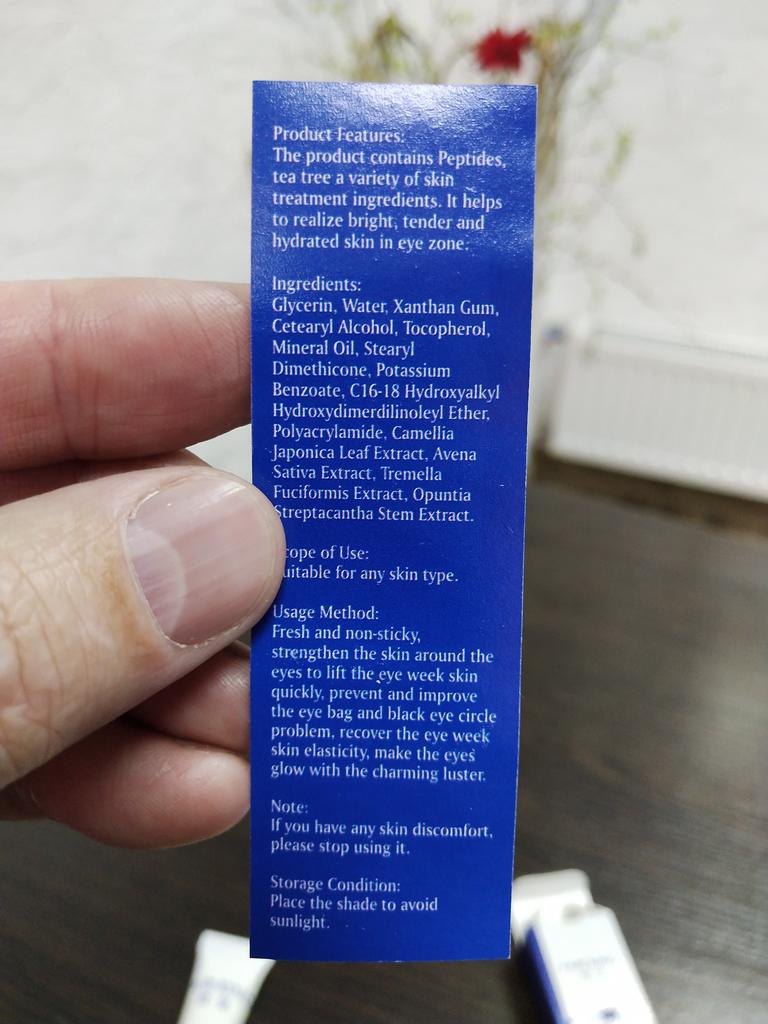 Product Features:
The product contains Peptides,
tea tree a variety of skin
treatment ingredients. It helps
to realize bright, tender and
hydrated skin in eye zone.
Ingredients:
Glycerin, Water, Xanthan Gum,
Cetearyl Alcohol, Tocopherol,
Mineral Oil, Stearyl
Dimethicone, Potassium
Benzoate, C16-18 Hydroxyalkyl
Hydroxydimerdilinoleyl Ether,
Polyacrylamide, Camellia
Japonica Leaf Extract, Avena
Sativa Extract, Tremella
Fuciformis Extract, Opuntia
Streptacantha Stem Extract.
cope of Use:
uitable for any skin type.
Usage Method:
Fresh and non-sticky,
strengthen the skin around the
eyes to lift the eye week skin
quickly, prevent and improve
the eye bag and black eye circle
problem, recover the eye week
skin elasticity, make the eyes
glow with the charming luster.
Note:
If you have any skin discomfort,
please stop using it.
Storage Condition:
Place the shade to avoid
sunlight.